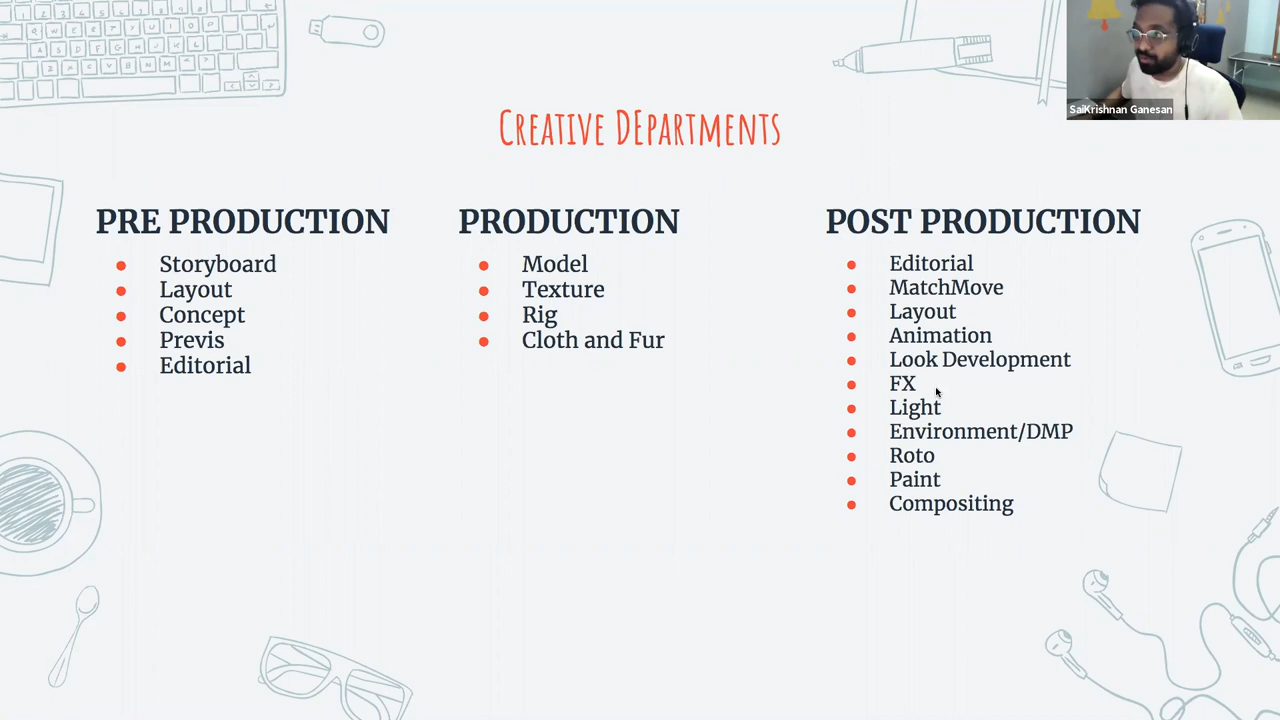 SaiKrishnan Ganesan
Creative DEpartments
PRE PRODUCTION
Storyboard
Layout
Concept
Previs
Editorial
PRODUCTION
Model
Texture
Rig
Cloth and Fur
POST PRODUCTION
Editorial
MatchMove
Layout
Animation
Look Development
FX
Light
Environment/DMP
Roto
Paint
Compositing